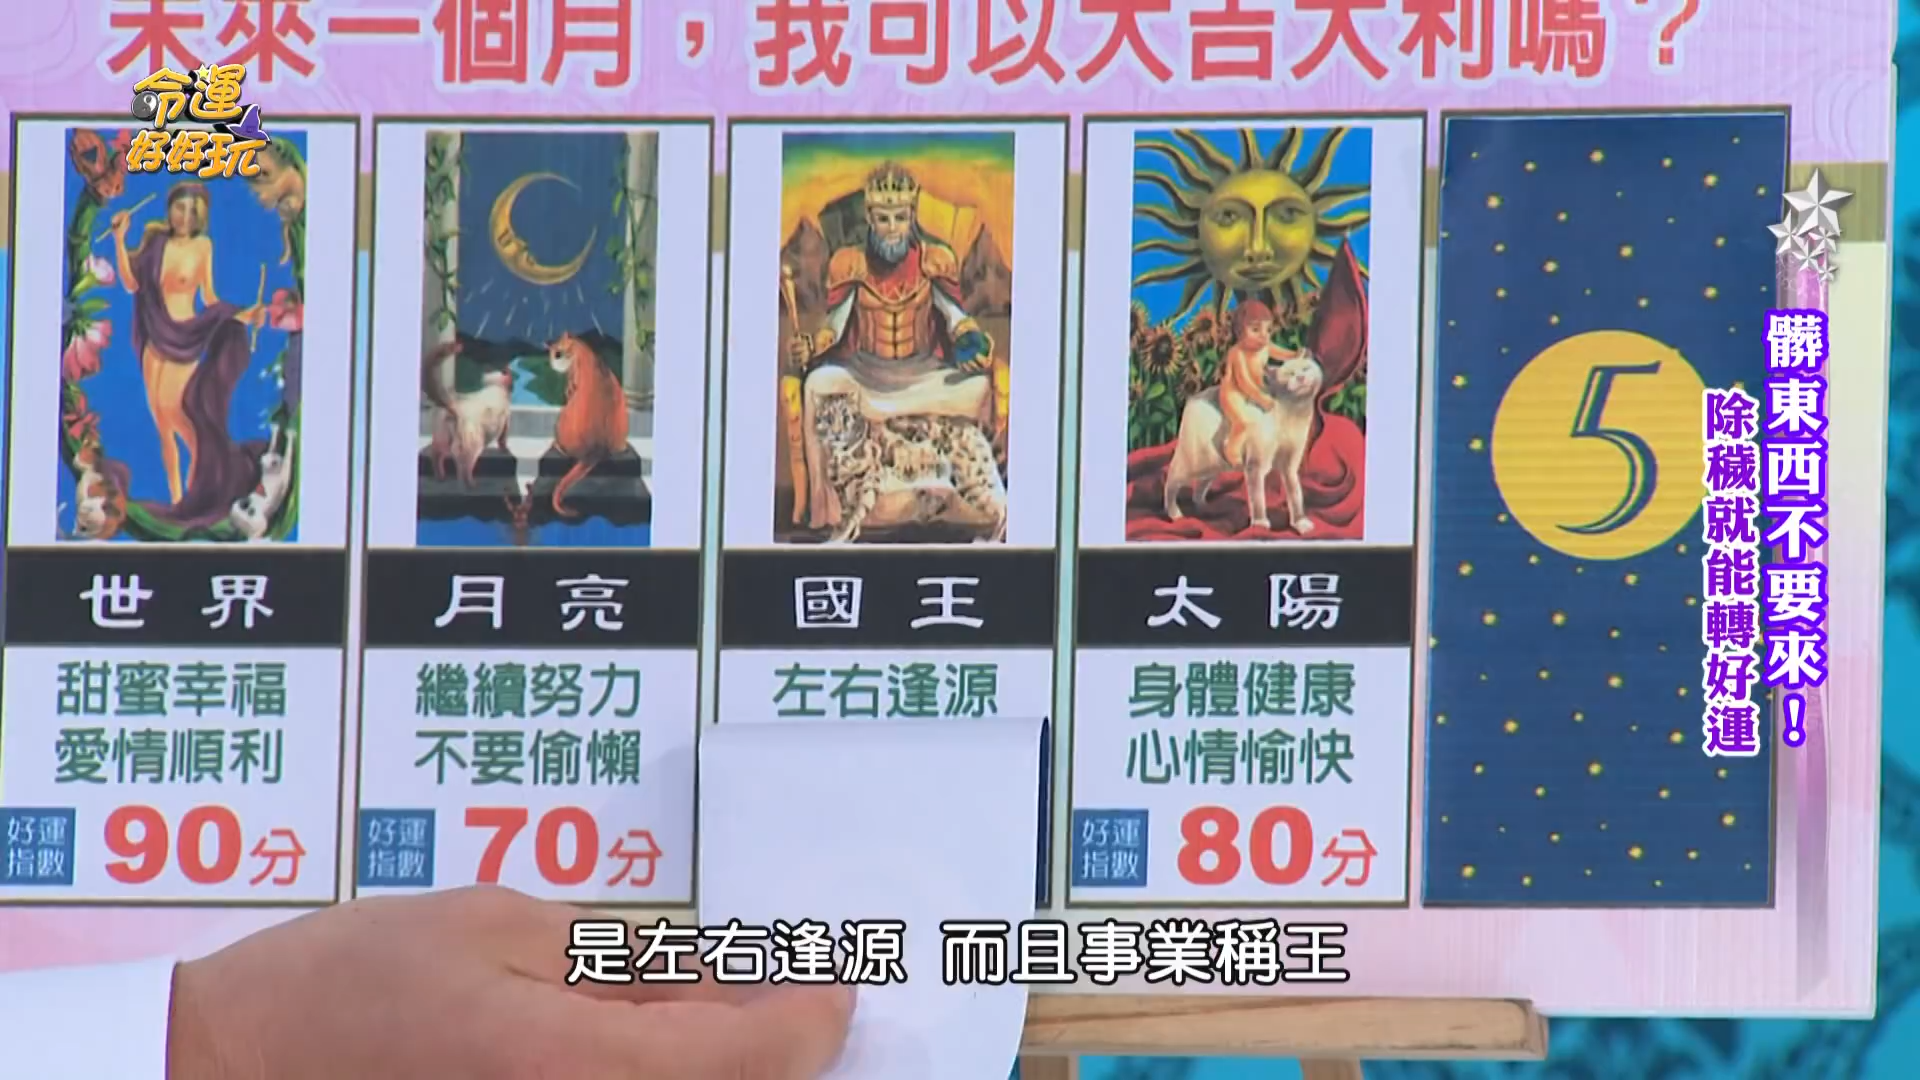 未來一個月，我可以大吉大利嗎？
命運
好好玩
世界
甜蜜幸福
愛情順利
好運
指數
90分
月亮
繼續努力
不要偷懶
好運
指數
70分
國王
左右逢源
太陽
身體健康
心情愉快
好運
指數
80分
5
髒東西不要來！
除穢就能轉好運
是左右逢源 而且事業稱王